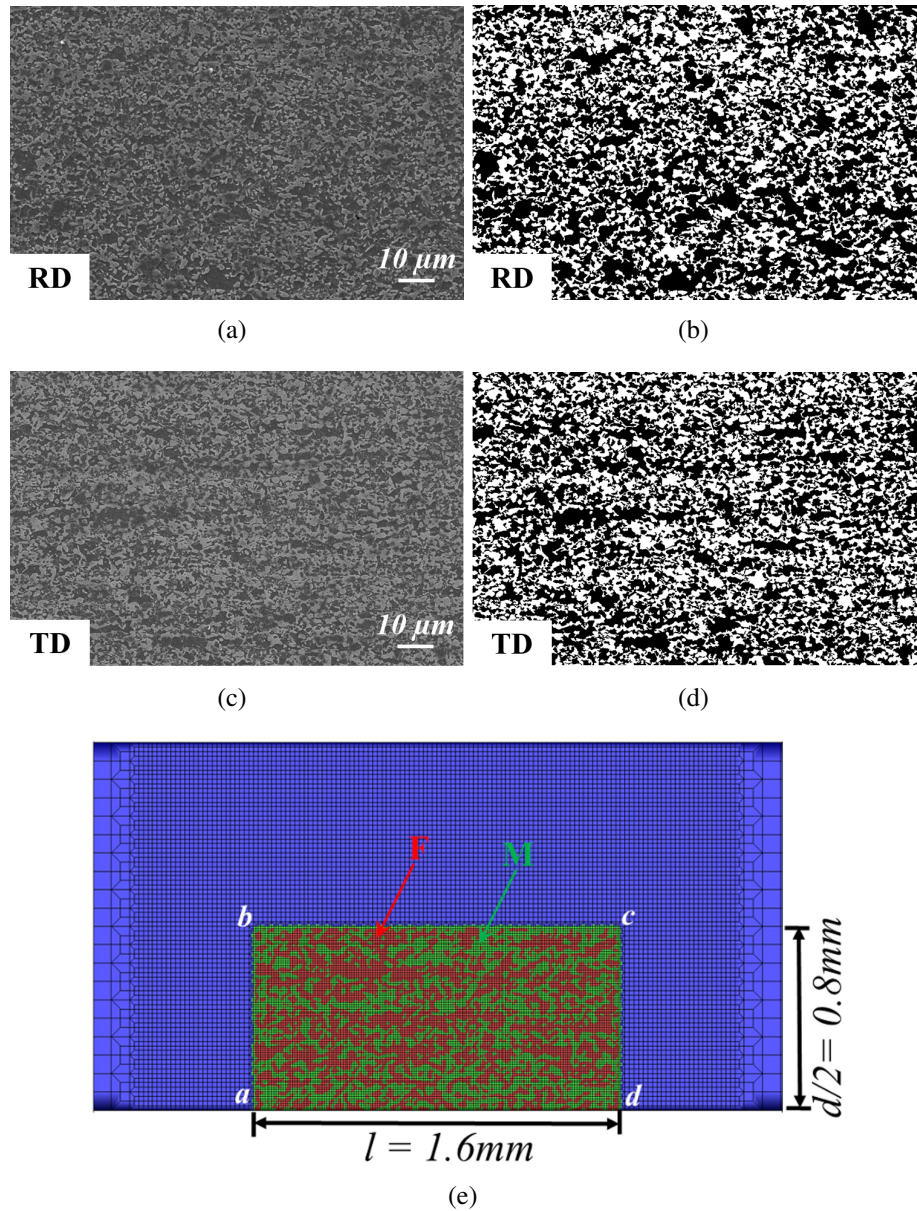 10 µm
RD
RD
(a)
(b)
10 µm
TD
TD
(c)
(d)
F
M
b
c
a
d
d/2= 0.8mm
l = 1.6mm
(e)